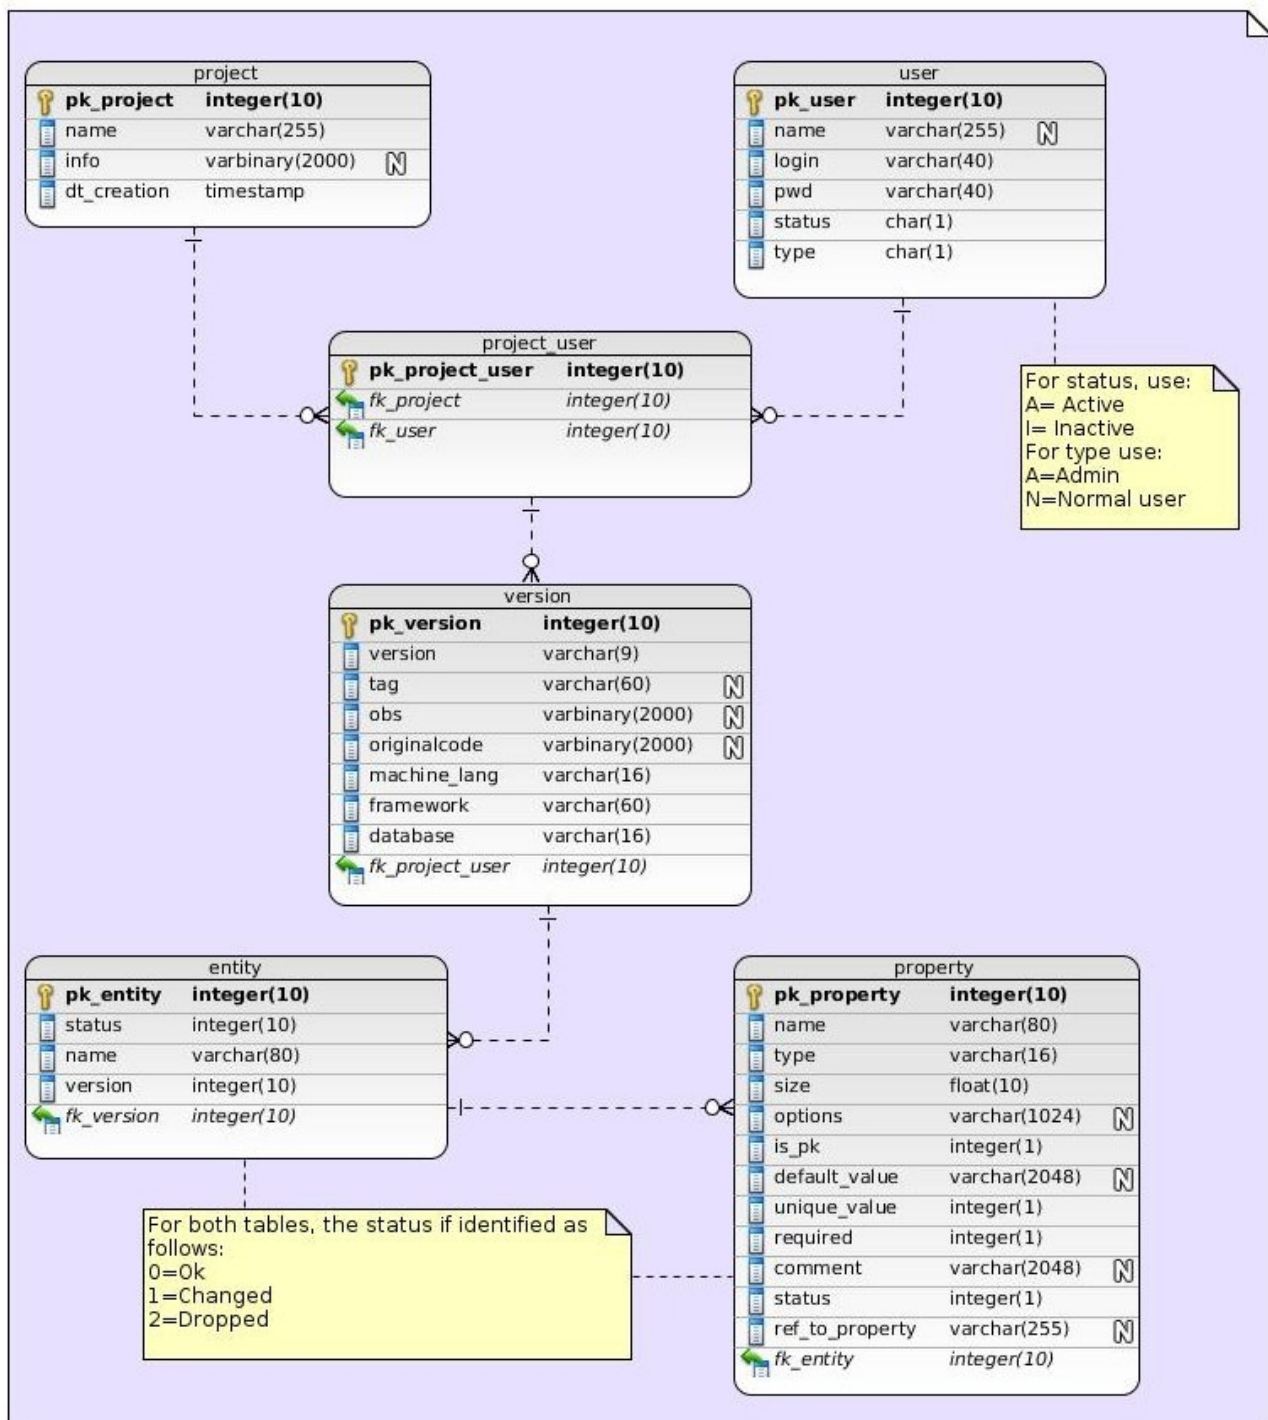 project
pk_project integer(10)
name varchar(255)
info varbinary(2000) N
dt_creation timestamp
user
pk_user integer(10)
name varchar(255) N
login varchar(40)
pwd varchar(40)
status char(1)
type char(1)
project_user
pk_project_user integer(10)
fk_project integer(10)
fk_user integer(10)
For status, use:
A= Active
I= Inactive
For type use:
A=Admin
N=Normal user
version
pk_version integer(10)
version varchar(9)
tag varchar(60) N
obs varbinary(2000) N
originalcode varbinary(2000) N
machine_lang varchar(16)
framework varchar(60)
database varchar(16)
fk_project_user integer(10)
entity
pk_entity integer(10)
status integer(10)
name varchar(80)
version integer(10)
fk_version integer(10)
property
pk_property integer(10)
name varchar(80)
type varchar(16)
size float(10)
options varchar(1024) N
is_pk integer(1)
default_value varchar(2048) N
unique_value integer(1)
required integer(1)
comment varchar(2048) N
status integer(1)
ref_to_property varchar(255) N
fk_entity integer(10)
For both tables, the status if identified as
follows:
0=Ok
1=Changed
2=Dropped